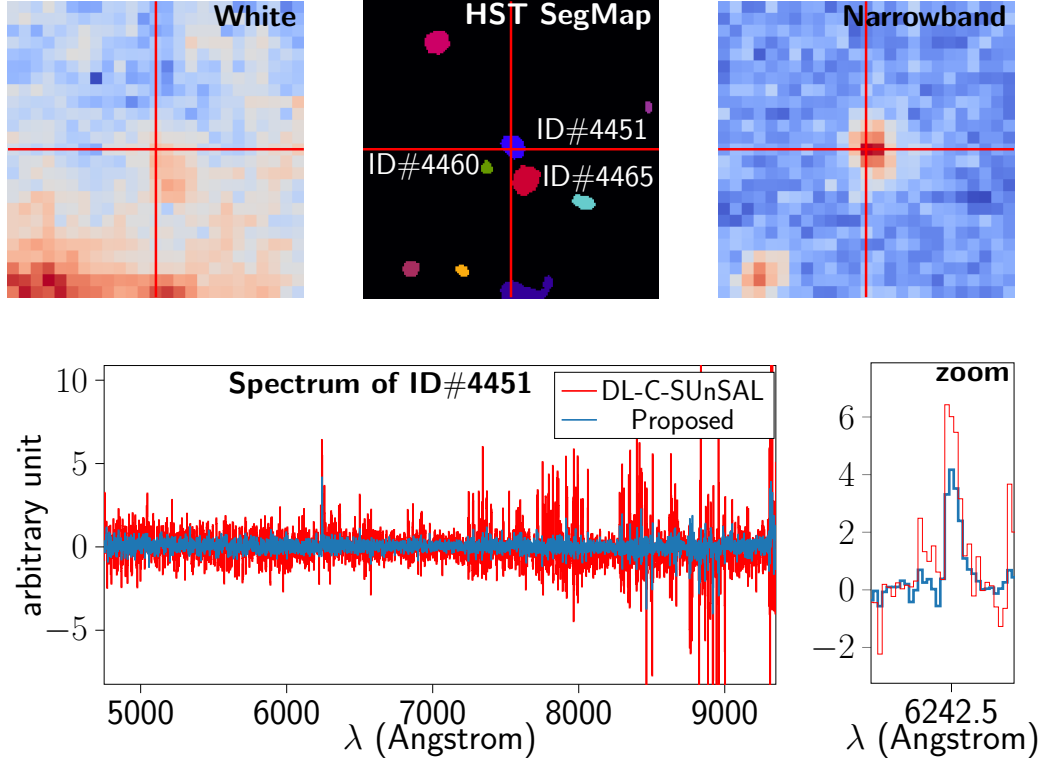 White
HST SegMap
Narrowband
ID#4451
ID#4460
ID#4465
Spectrum of ID#4451
DL-C-SUnSAL
Proposed
10
5
0
−5
arbitrary unit
5000 6000 7000 8000 9000
λ (Angstrom)
zoom
6
4
2
0
−2
6242.5
λ (Angstrom)